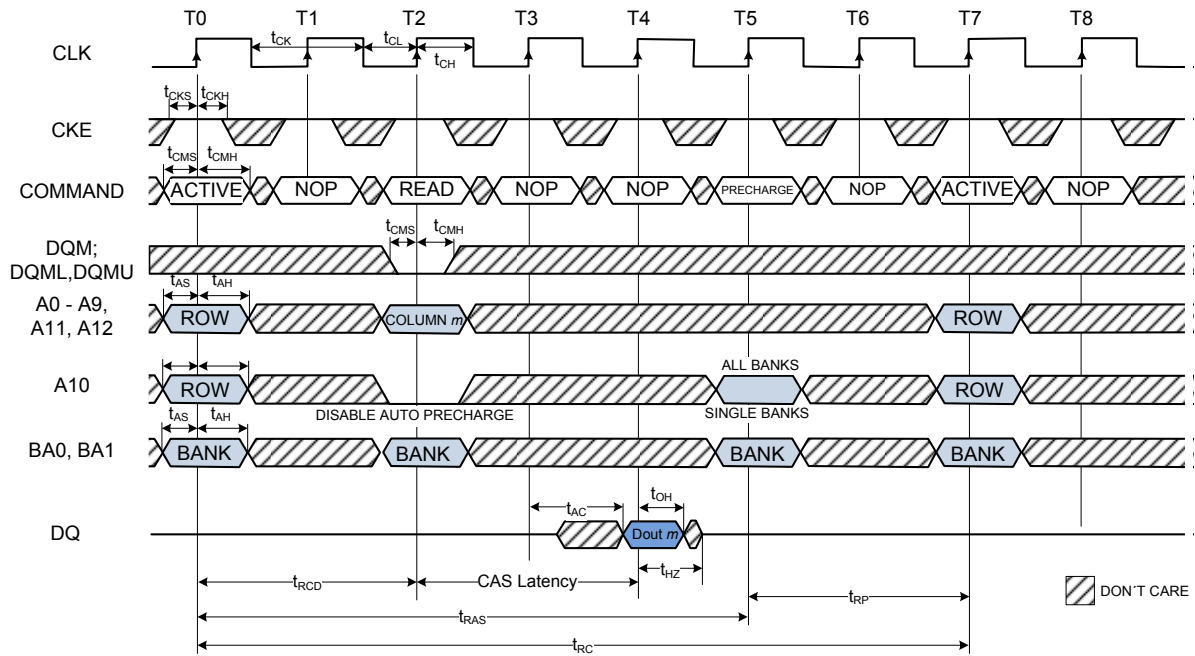 T0 T1 T2 T3 T4 T5 T6 T7 T8
CLK
tCK tCL
tCH
tCKS tCKH
CKE
tCMS tCMH
COMMAND
ACTIVE NOP READ NOP NOP PRECHARGE NOP ACTIVE NOP
tCMS tCMH
DQM;
DQML,DQMU
tAS tAH
A0 - A9,
A11, A12
ROW COLUMN m ROW
ALL BANKS
A10
ROW ROW
DISABLE AUTO PRECHARGE SINGLE BANKS
tAS tAH
BA0, BA1
BANK BANK BANK BANK
tAC tOH
DQ
Dout m
tHZ
tRCD CAS Latency
DON´T CARE
tRP
tRAS
tRC